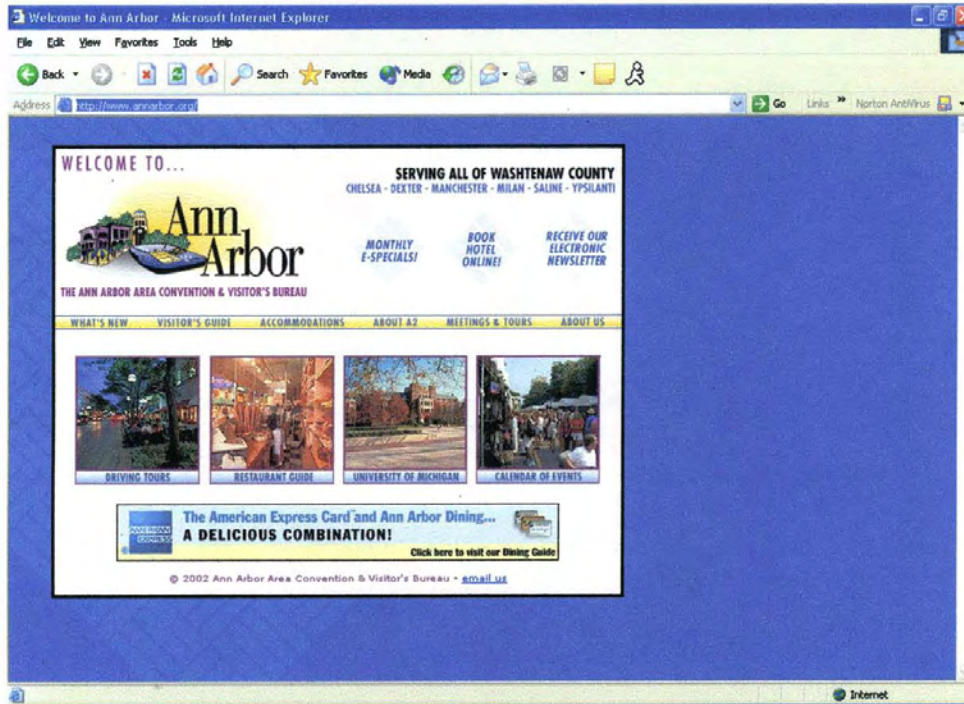 Welcome to Ann Arbor - Microsoft Internet Explorer
File Edit View Favorites Tools Help
Back Search Favorites Media
Address http://www.annarbor.org/ Go Links » Norton AntiVirus
WELCOME TO...
SERVING ALL OF WASHTENAW COUNTY
CHELSEA - DEXTER - MANCHESTER - MILAN - SALINE - YPSILANTI
Ann
Arbor
MONTHLY
E-SPECIALS!
BOOK
HOTEL
ONLINE!
RECEIVE OUR
ELECTRONIC
NEWSLETTER
THE ANN ARBOR AREA CONVENTION & VISITOR'S BUREAU
WHAT'S NEW VISITOR'S GUIDE ACCOMMODATIONS ABOUT A2 MEETINGS & TOURS ABOUT US
DRIVING TOURS RESTAURANT GUIDE UNIVERSITY OF MICHIGAN CALENDAR OF EVENTS
AMERICAN
EXPRESS
The American Express Card and Ann Arbor Dining...
A DELICIOUS COMBINATION!
Click here to visit our Dining Guide
© 2002 Ann Arbor Area Convention & Visitor's Bureau - email us
Internet